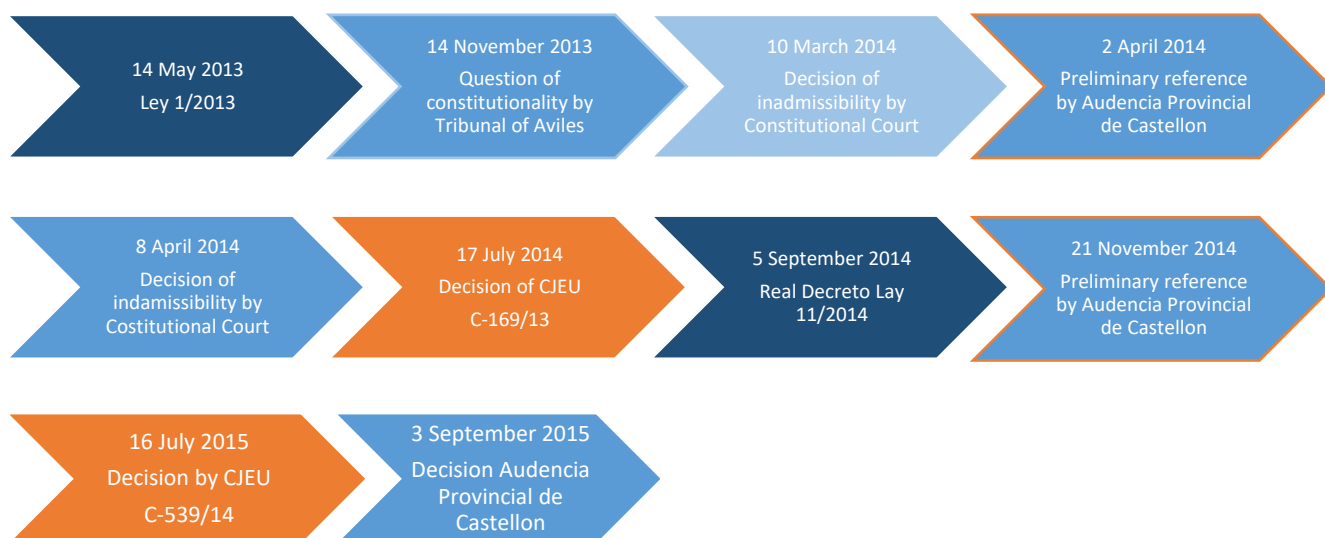 14 May 2013
Ley 1/2013
14 November 2013
Question of
constitutionality by
Tribunal of Aviles
10 March 2014
Decision of
inadmissibility by
Constitutional Court
2 April 2014
Preliminary reference
by Audencia Provincial
de Castellon
8 April 2014
Decision of
indamissibility by
Costitutional Court
17 July 2014
Decision of CJEU
C-169/13
5 September 2014
Real Decreto Lay
11/2014
21 November 2014
Preliminary reference
by Audencia Provincial
de Castellon
16 July 2015
Decision by CJEU
C-539/14
3 September 2015
Decision Audencia
Provincial de
Castellon